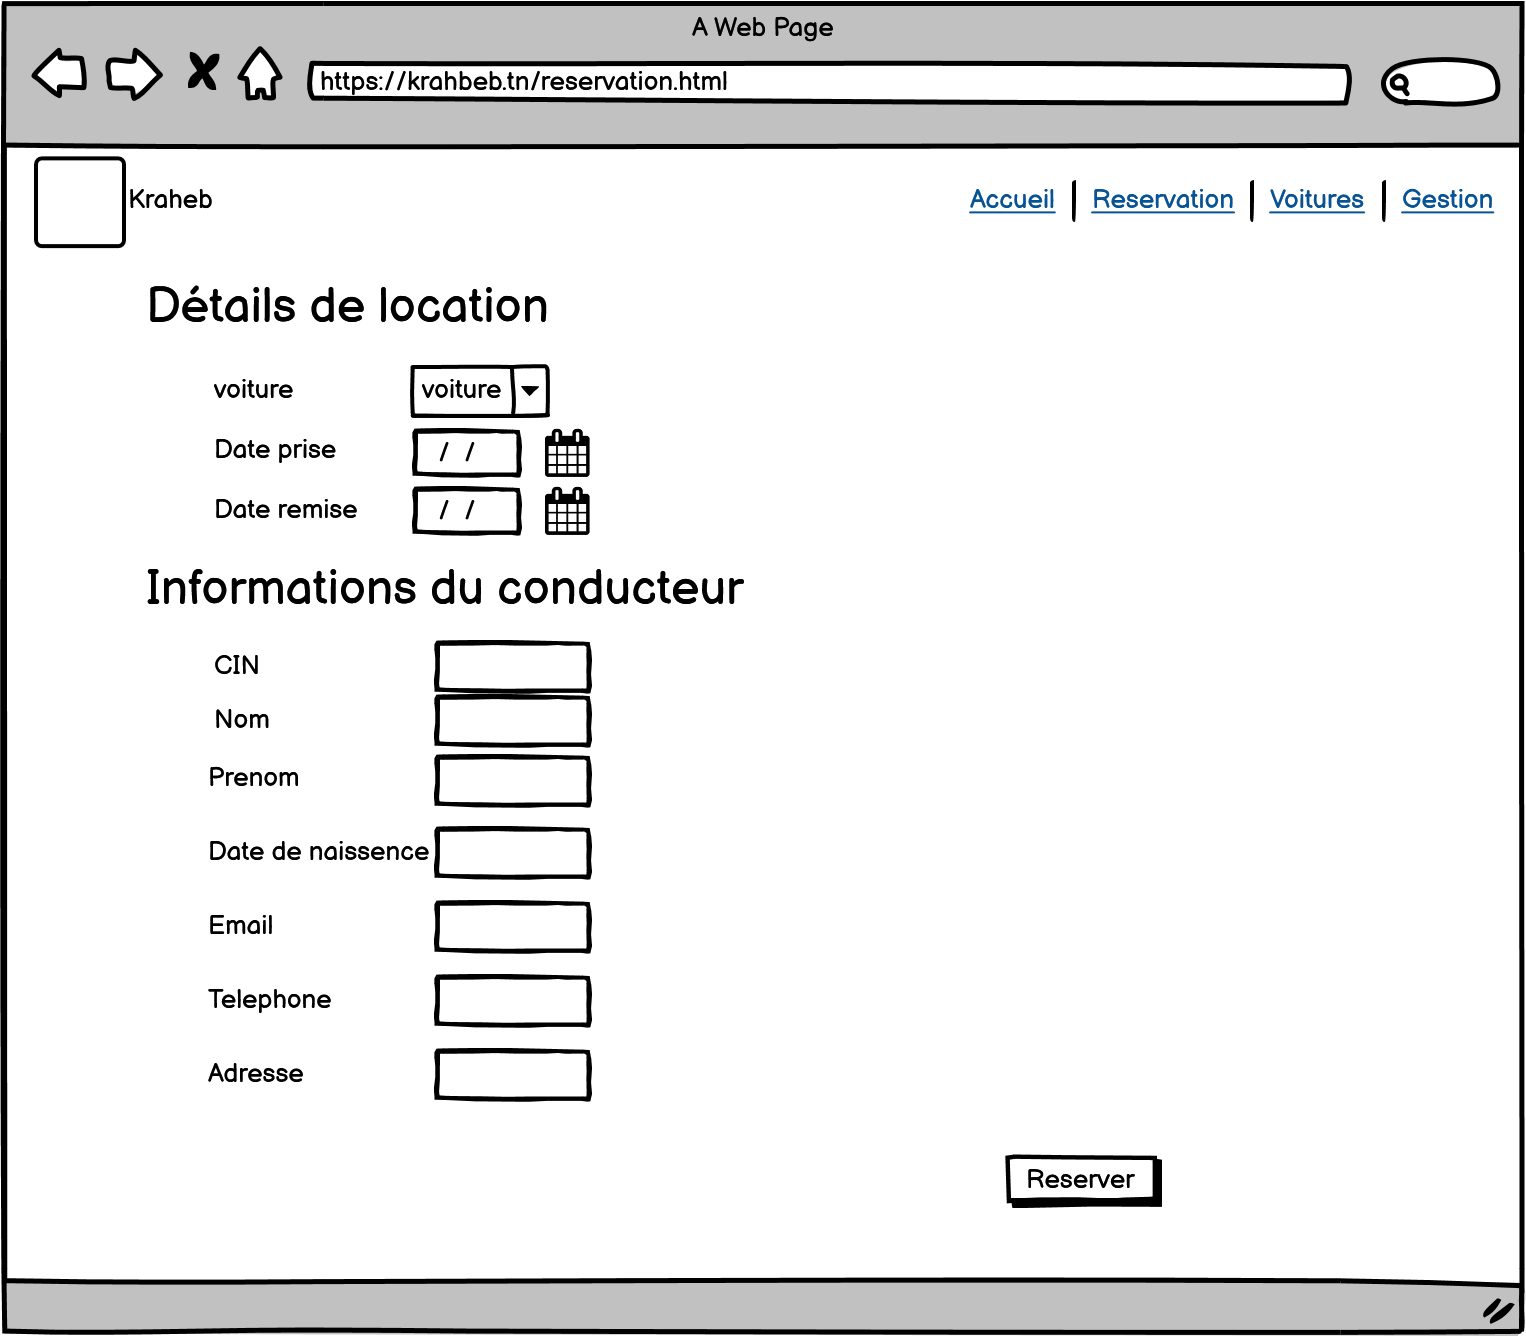 A Web Page
https://krahbeb.tn/reservation.html
Kraheb
Accueil Reservation Voitures Gestion
Détails de location
voiture voiture
Date prise / /
Date remise / /
Informations du conducteur
CIN
Nom
Prenom
Date de naissence
Email
Telephone
Adresse
Reserver